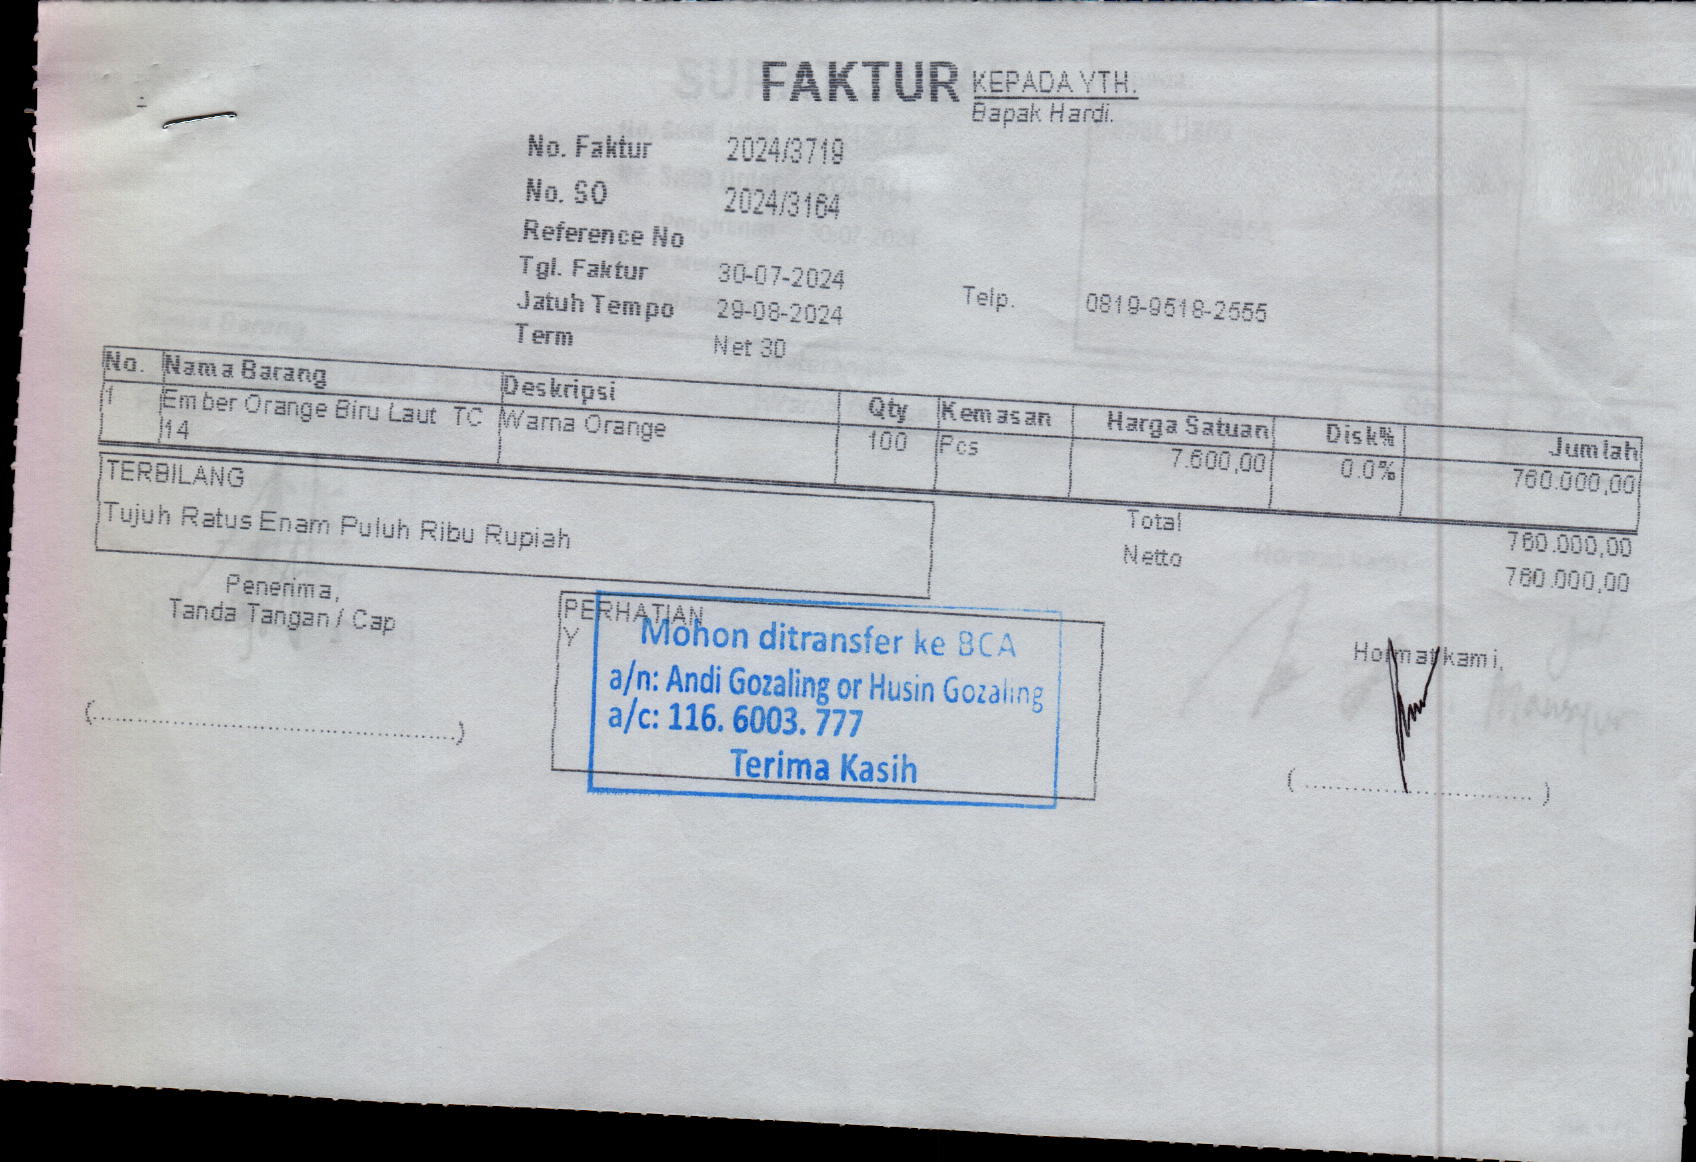 FAKTUR
KEPADA YTH.
Bapak Hardi.
No. Faktur 2024/3719
No. SO 2024/3164
Reference No
Tgl. Faktur 30-07-2024
Jatuh Tempo 29-08-2024
Telp. 0819-9518-2555
Term Net 30
No. Nama Barang Deskripsi Qty Kemasan Harga Satuan Disk% Jumlah
1 Ember Orange Biru Laut TC Warna Orange 100 Pcs 7.600,00 0.0% 760.000,00
14
TERBILANG
Tujuh Ratus Enam Puluh Ribu Rupiah
Total 760.000,00
Netto 760.000,00
Penerima,
Tanda Tangan / Cap
PERHATIAN
Y
Mohon ditransfer ke BCA
a/n: Andi Gozaling or Husin Gozaling
a/c: 116. 6003. 777
Terima Kasih
Hormat kami,
(........................................................)
(.................................)